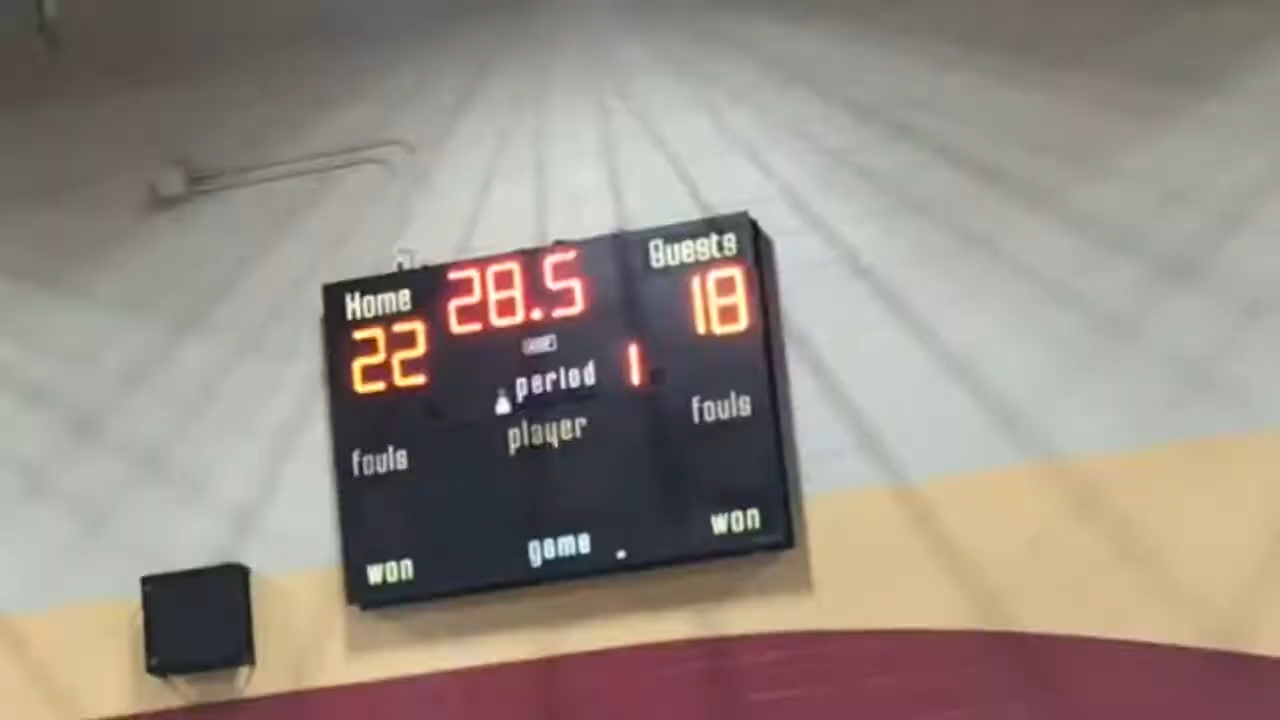 Home 28.5 Guests
22 18
period 1
player
fouls fouls
won game won